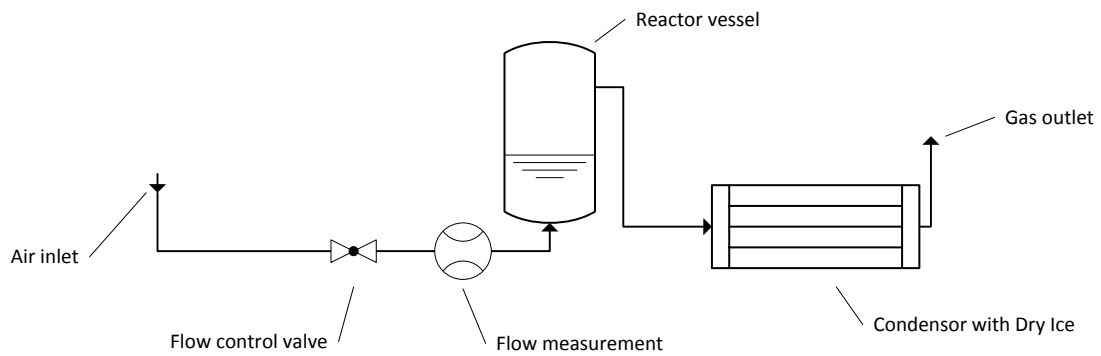 Reactor vessel
Gas outlet
Air inlet
Flow control valve
Flow measurement
Condensor with Dry Ice